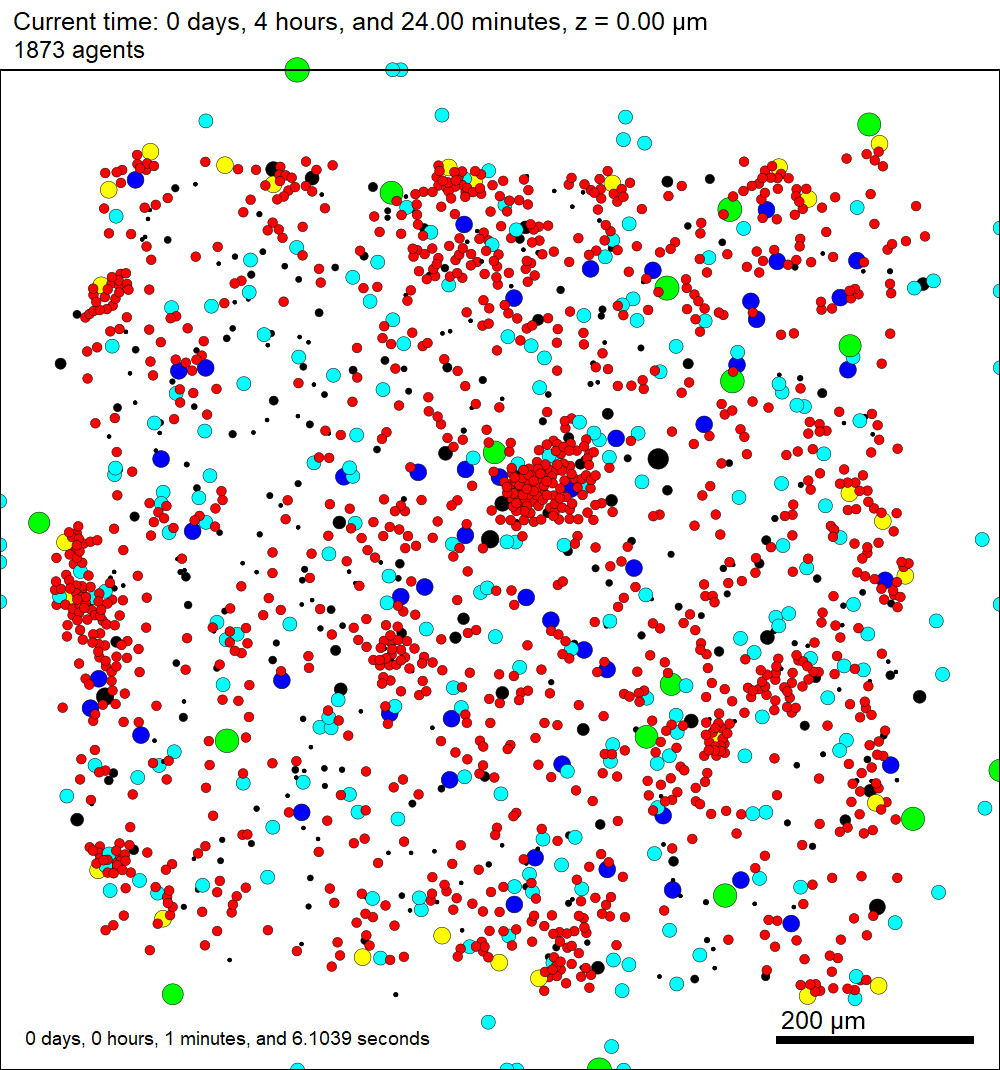 Current time: 0 days, 4 hours, and 24.00 minutes, z = 0.00 µm
1873 agents
200 µm
0 days, 0 hours, 1 minutes, and 6.1039 seconds